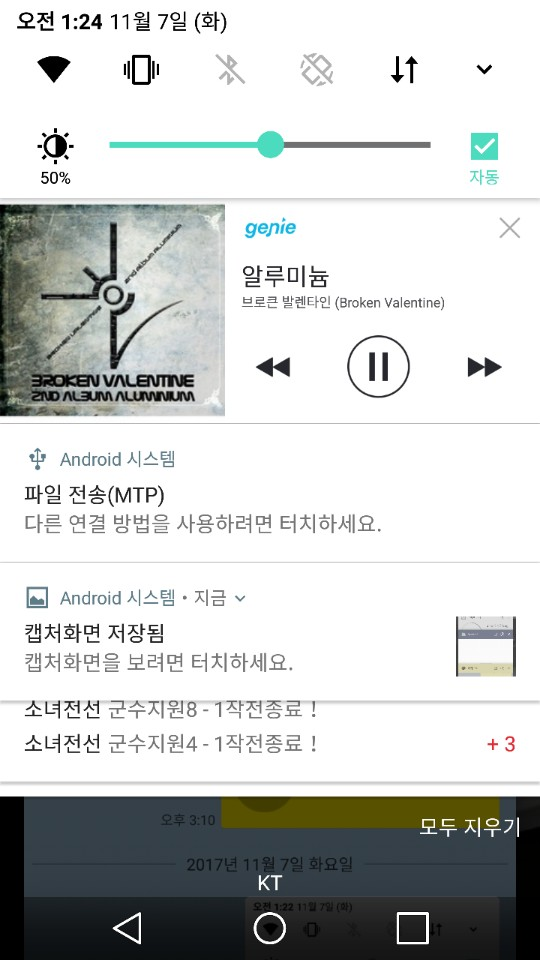 오전 1:24 11월 7일 (화)
50%
자동
genie
알루미늄
브로큰 발렌타인 (Broken Valentine)
2ND ALBUM ALUMINIUM
BROKEN VALENTINE
BROKEN VALENTINE
2ND ALBUM ALUMINIUM
Android 시스템
파일 전송(MTP)
다른 연결 방법을 사용하려면 터치하세요.
Android 시스템 • 지금
캡처화면 저장됨
캡처화면을 보려면 터치하세요.
소녀전선 군수지원8 - 1작전종료 !
소녀전선 군수지원4 - 1작전종료 !
+ 3
오후 3:10
모두 지우기
2017년 11월 7일 화요일
KT
오전 1:22 11월 7일 (화)